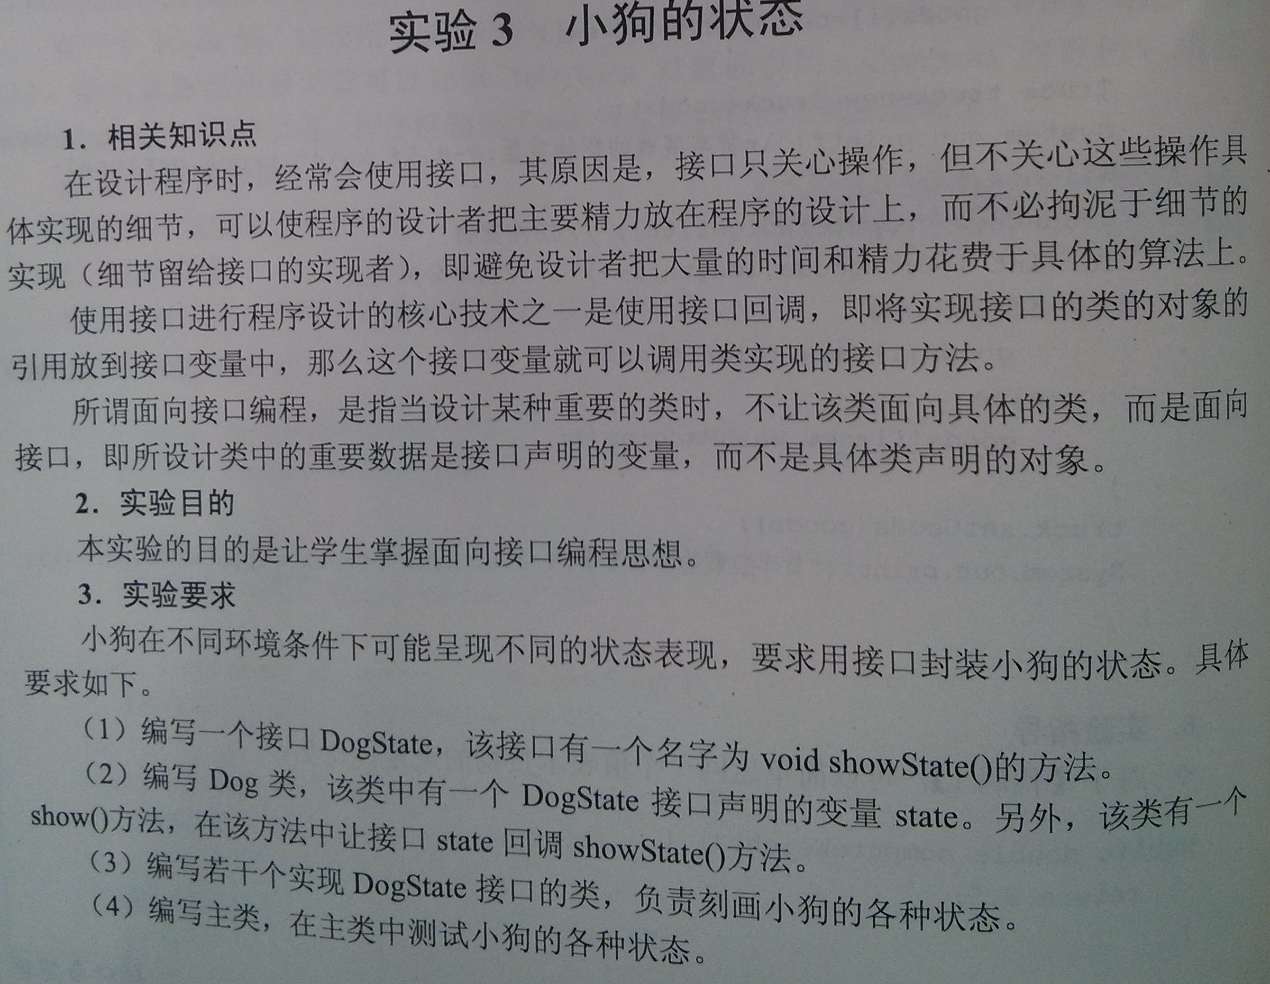 实验 3 小狗的状态
1．相关知识点
在设计程序时，经常会使用接口，其原因是，接口只关心操作，但不关心这些操作具
体实现的细节，可以使程序的设计者把主要精力放在程序的设计上，而不必拘泥于细节的
实现（细节留给接口的实现者），即避免设计者把大量的时间和精力花费于具体的算法上。
使用接口进行程序设计的核心技术之一是使用接口回调，即将实现接口的类的对象的
引用放到接口变量中，那么这个接口变量就可以调用类实现的接口方法。
所谓面向接口编程，是指当设计某种重要的类时，不让该类面向具体的类，而是面向
接口，即所设计类中的重要数据是接口声明的变量，而不是具体类声明的对象。
2．实验目的
本实验的目的是让学生掌握面向接口编程思想。
3．实验要求
小狗在不同环境条件下可能呈现不同的状态表现，要求用接口封装小狗的状态。具体
要求如下。
（1）编写一个接口 DogState，该接口有一个名字为 void showState()的方法。
（2）编写 Dog 类，该类中有一个 DogState 接口声明的变量 state。另外，该类有一个
show()方法，在该方法中让接口 state 回调 showState()方法。
（3）编写若干个实现 DogState 接口的类，负责刻画小狗的各种状态。
（4）编写主类，在主类中测试小狗的各种状态。